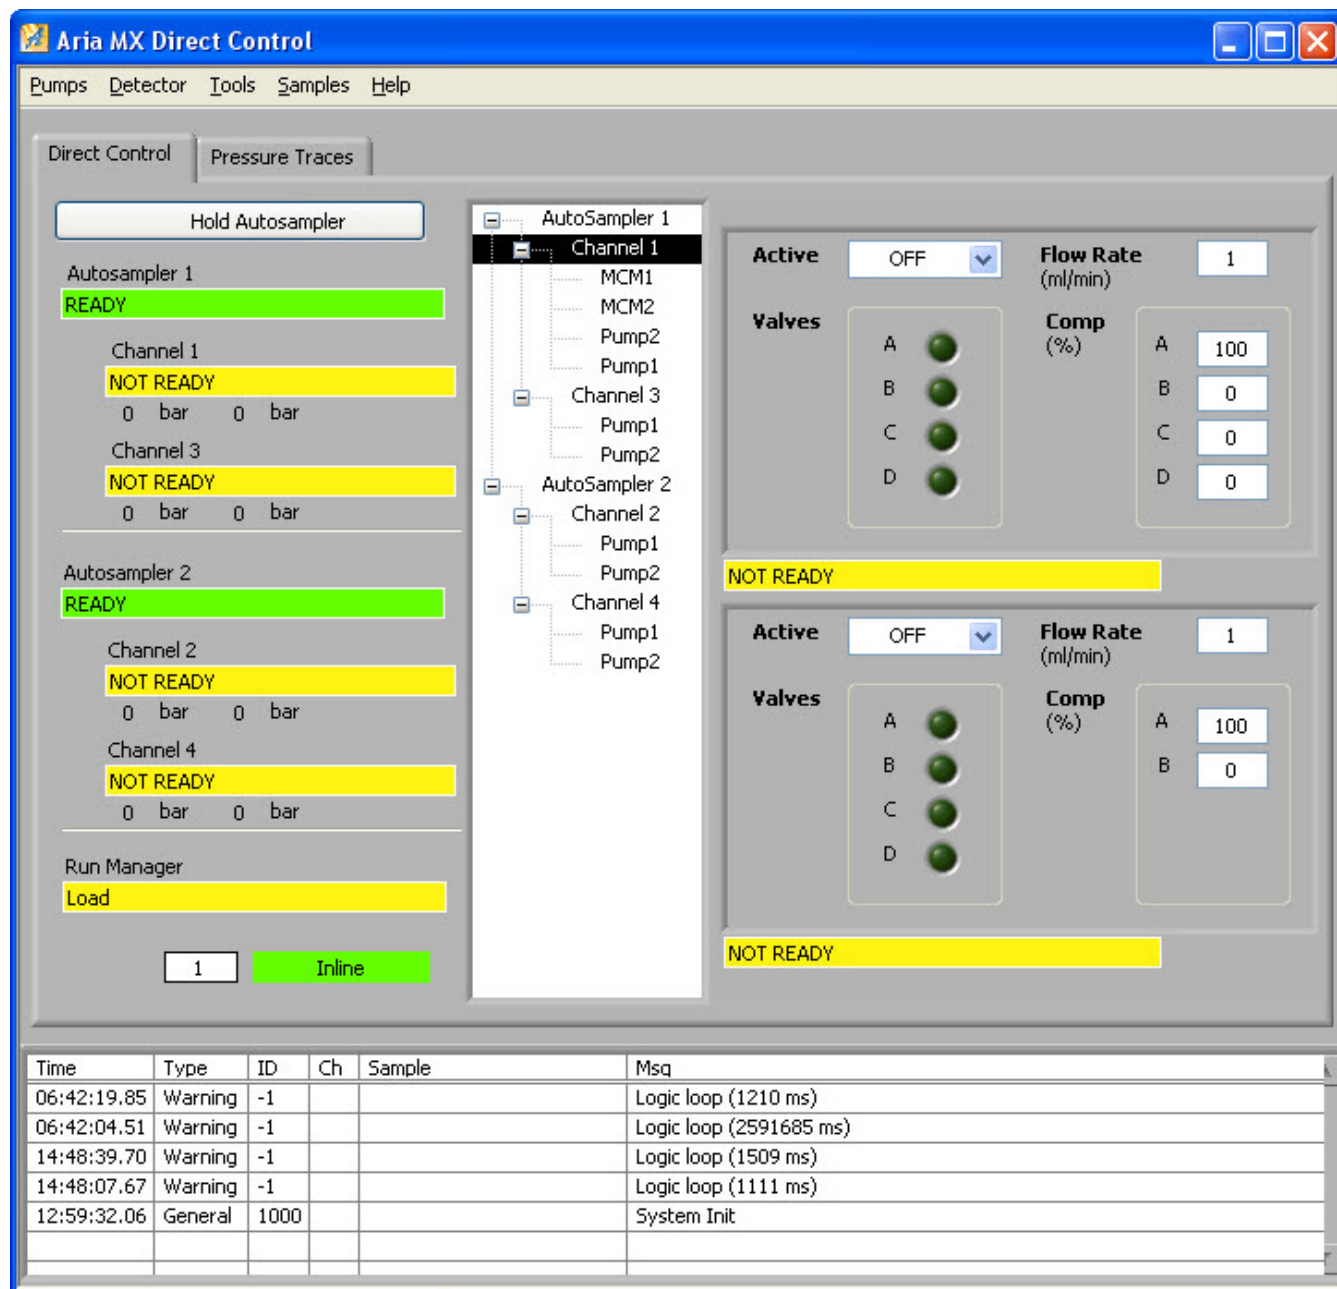 Aria MX Direct Control
Pumps Detector Tools Samples Help
Direct Control Pressure Traces
Hold Autosampler
Autosampler 1
READY
Channel 1
NOT READY
0 bar 0 bar
Channel 3
NOT READY
0 bar 0 bar
Autosampler 2
READY
Channel 2
NOT READY
0 bar 0 bar
Channel 4
NOT READY
0 bar 0 bar
Run Manager
Load
1 Inline
AutoSampler 1
Channel 1
MCM1
MCM2
Pump2
Pump1
Channel 3
Pump1
Pump2
AutoSampler 2
Channel 2
Pump1
Pump2
Channel 4
Pump1
Pump2
Active OFF Flow Rate 1
(ml/min)
Valves Comp
(%)
A A 100
B B 0
C C 0
D D 0
NOT READY
Active OFF Flow Rate 1
(ml/min)
Valves Comp
(%)
A A 100
B B 0
C
D
NOT READY
Time Type ID Ch Sample Msg
06:42:19.85 Warning -1 Logic loop (1210 ms)
06:42:04.51 Warning -1 Logic loop (2591685 ms)
14:48:39.70 Warning -1 Logic loop (1509 ms)
14:48:07.67 Warning -1 Logic loop (1111 ms)
12:59:32.06 General 1000 System Init